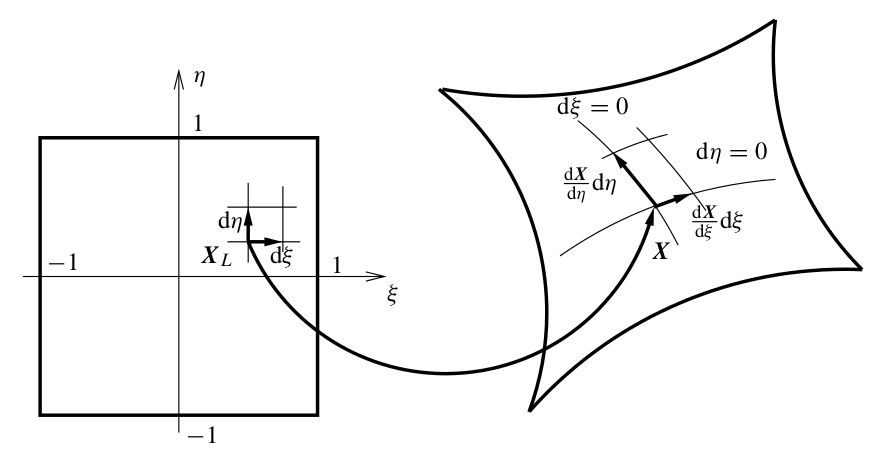 η
1
dξ = 0
dη = 0
dX/dη dη
dX/dξ dξ
dη
X_L
dξ
X
−1
1
ξ
−1